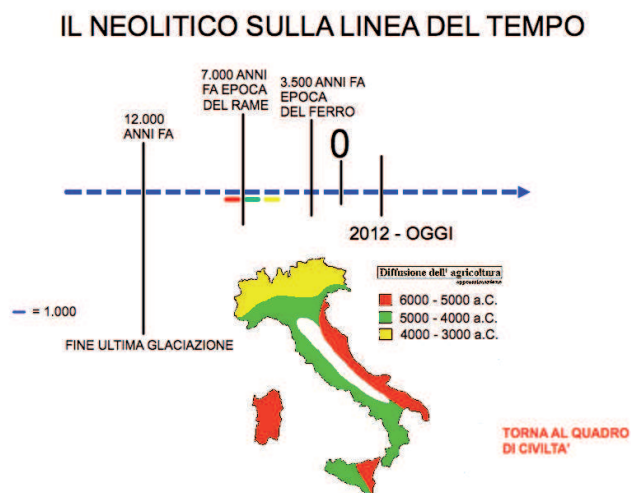 IL NEOLITICO SULLA LINEA DEL TEMPO
7.000 ANNI
FA EPOCA
DEL RAME
3.500 ANNI FA
EPOCA
DEL FERRO
12.000
ANNI FA
0
2012 - OGGI
Diffusione dell' agricoltura
6000 - 5000 a.C.
5000 - 4000 a.C.
4000 - 3000 a.C.
= 1.000
FINE ULTIMA GLACIAZIONE
TORNA AL QUADRO
DI CIVILTA'